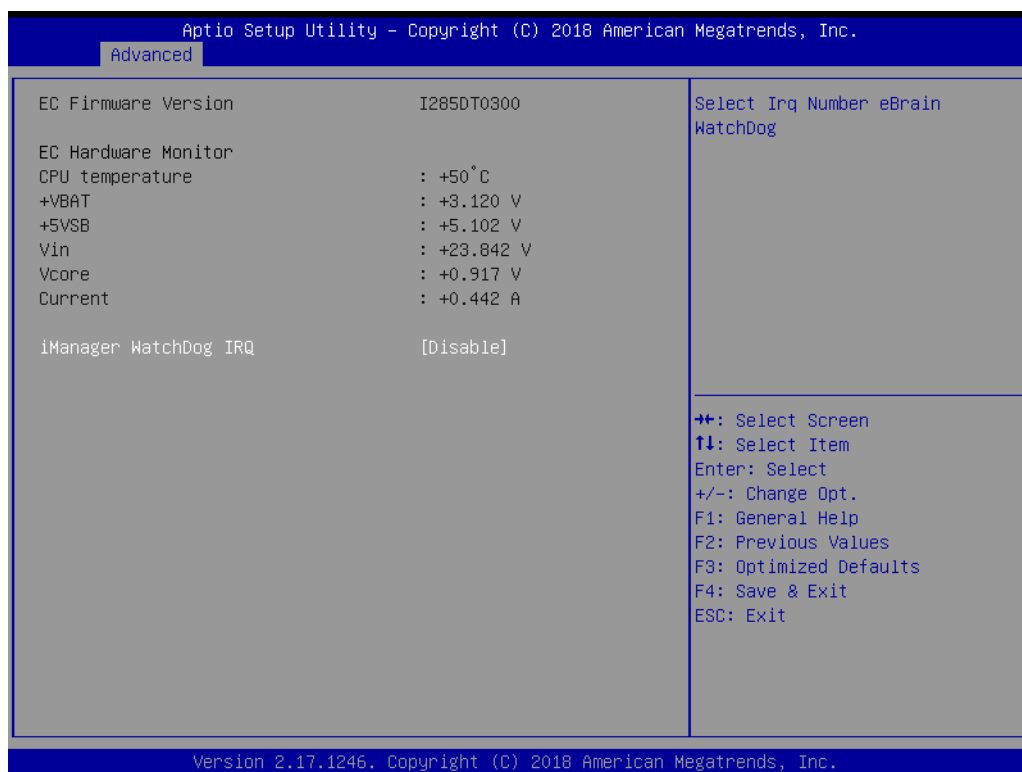 Aptio Setup Utility – Copyright (C) 2018 American Megatrends, Inc.
Advanced
EC Firmware Version I285DT0300
EC Hardware Monitor
CPU temperature : +50°C
+VBAT : +3.120 V
+5VSB : +5.102 V
Vin : +23.842 V
Vcore : +0.917 V
Current : +0.442 A
iManager WatchDog IRQ [Disable]
Select Irq Number eBrain
WatchDog
→←: Select Screen
↑↓: Select Item
Enter: Select
+/-: Change Opt.
F1: General Help
F2: Previous Values
F3: Optimized Defaults
F4: Save & Exit
ESC: Exit
Version 2.17.1246. Copyright (C) 2018 American Megatrends, Inc.